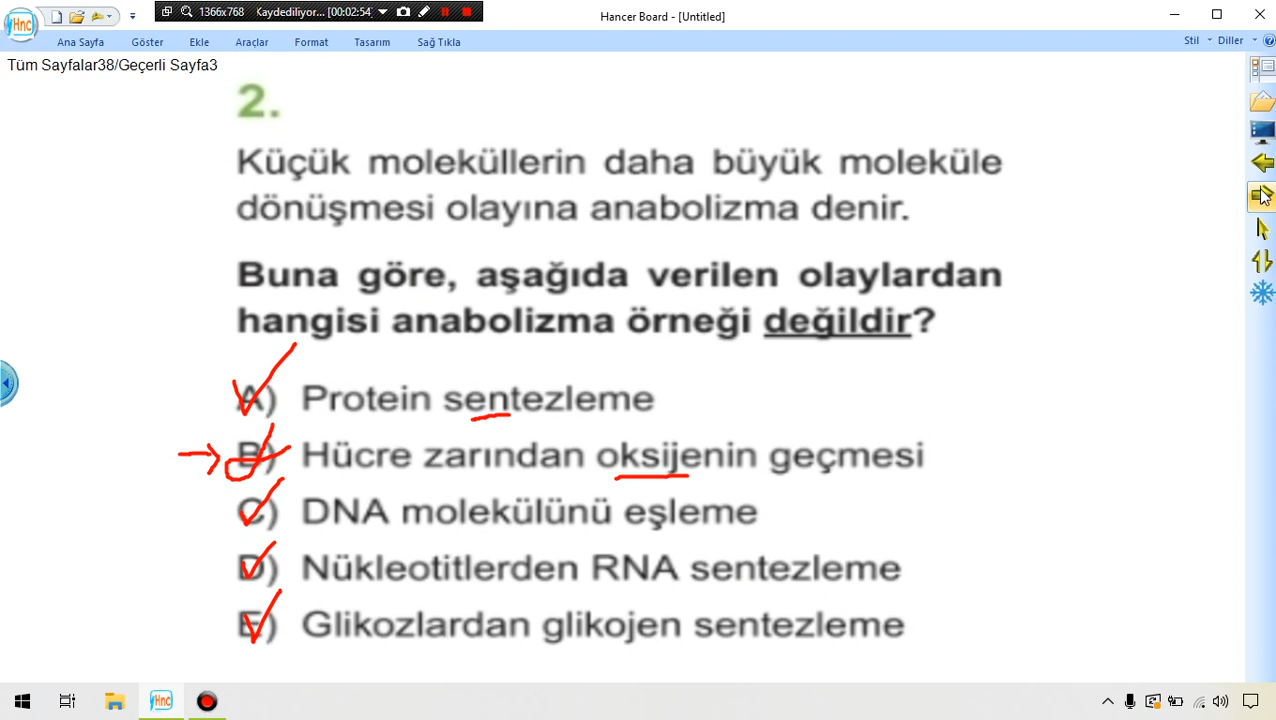 1366x768 Kaydediliyor... [00:02:54]
Hancer Board - [Untitled]
Hnc
Ana Sayfa Göster Ekle Araçlar Format Tasarım Sağ Tıkla Stil Diller
Tüm Sayfalar38/Geçerli Sayfa3
2.
Küçük moleküllerin daha büyük moleküle
dönüşmesi olayına anabolizma denir.
Buna göre, aşağıda verilen olaylardan
hangisi anabolizma örneği değildir?
A) Protein sentezleme
B) Hücre zarından oksijenin geçmesi
C) DNA molekülünü eşleme
D) Nükleotitlerden RNA sentezleme
E) Glikozlardan glikojen sentezleme
Hnc